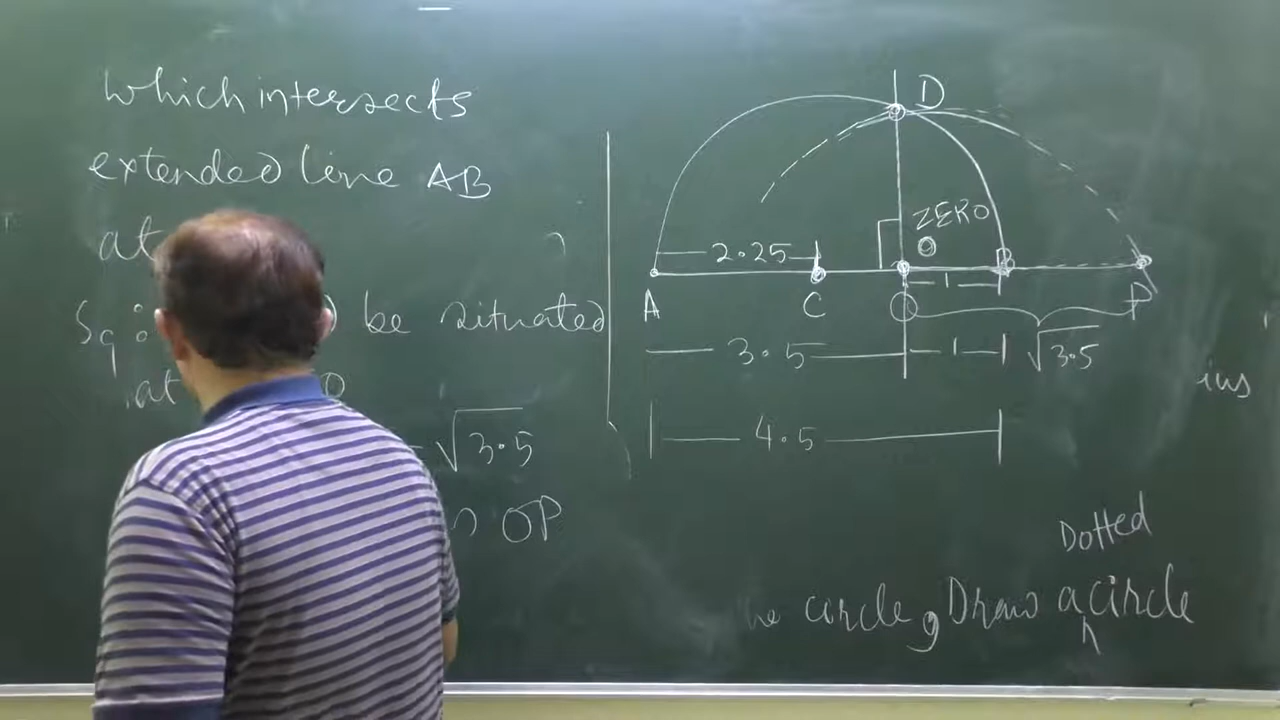 which intersects
extended line AB
at
be situated
at
√3.5
OP
D
ZERO
O
2.25
B
1
A
C
O
P
3.5
1
√3.5
4.5
ins
Dotted
circle, Draw a circle